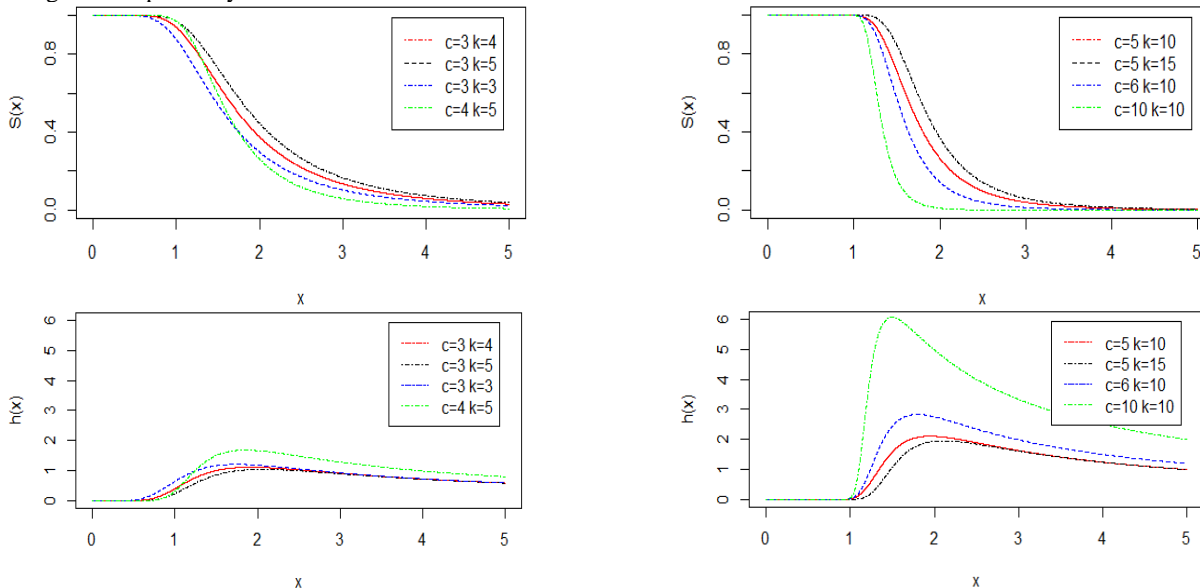 S(x)
0.8
0.4
0.0
0 1 2 3 4 5
x
c=3 k=4
c=3 k=5
c=3 k=3
c=4 k=5
S(x)
0.8
0.4
0.0
0 1 2 3 4 5
x
c=5 k=10
c=5 k=15
c=6 k=10
c=10 k=10
h(x)
6
5
4
3
2
1
0
0 1 2 3 4 5
x
c=3 k=4
c=3 k=5
c=3 k=3
c=4 k=5
h(x)
6
5
4
3
2
1
0
0 1 2 3 4 5
x
c=5 k=10
c=5 k=15
c=6 k=10
c=10 k=10